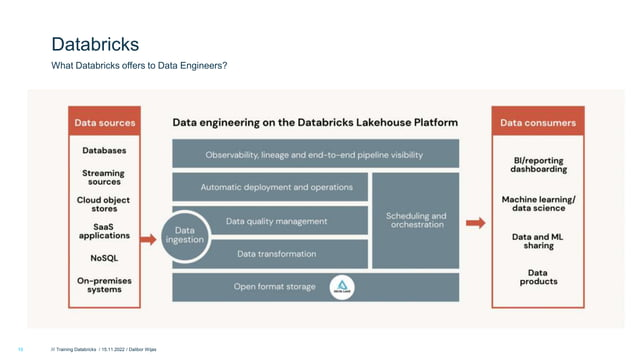 Databricks
What Databricks offers to Data Engineers?
Data sources
Databases
Streaming
sources
Cloud object
stores
SaaS
applications
NoSQL
On-premises
systems
Data engineering on the Databricks Lakehouse Platform
Observability, lineage and end-to-end pipeline visibility
Automatic deployment and operations
Data quality management
Data transformation
Data
ingestion
Scheduling and
orchestration
Open format storage
DELTA LAKE
Data consumers
BI/reporting
dashboarding
Machine learning/
data science
Data and ML
sharing
Data
products
/// Training Databricks / 15.11.2022 / Dalibor Wijas